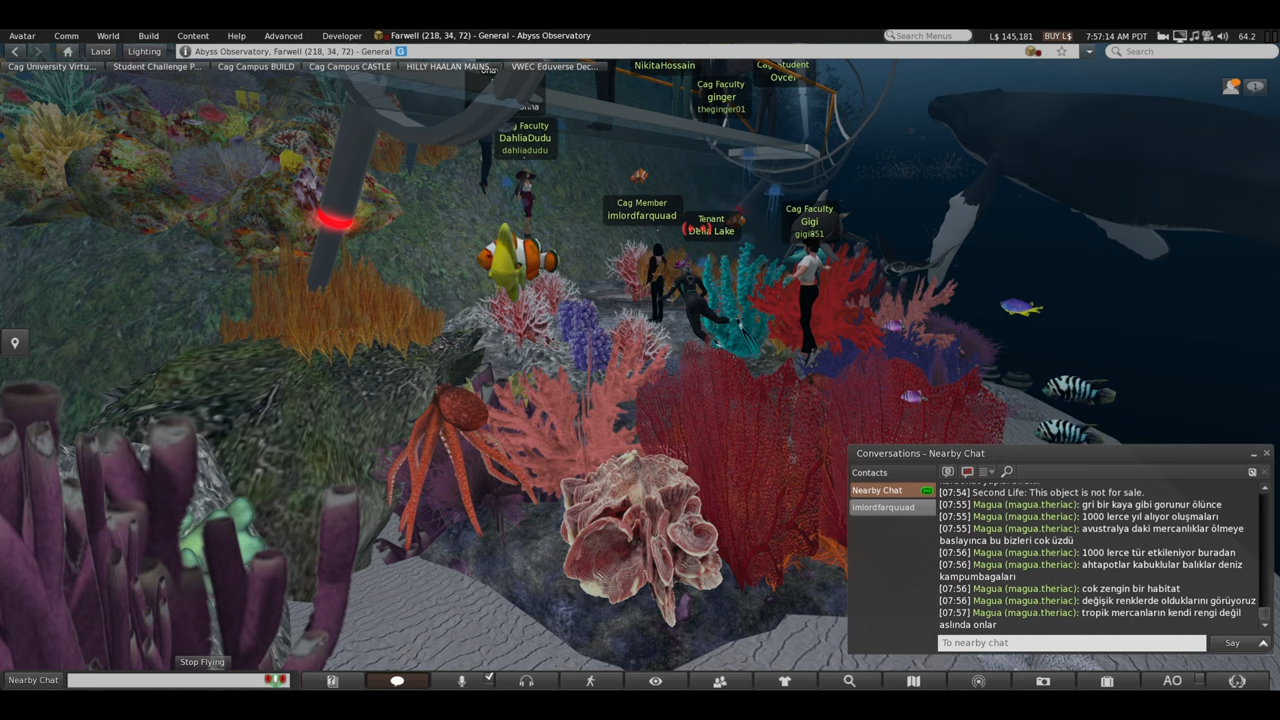 Avatar Comm World Build Content Help Advanced Developer Farwell (218, 34, 72) - General - Abyss Observatory Search Menus L$ 145,181 BUY L$ 7:57:14 AM PDT 64.2
Land Lighting Abyss Observatory, Farwell (218, 34, 72) - General G Search
Cag University Virtu... Student Challenge P... Cag Campus BUILD Cag Campus CASTLE HILLY HAALAN MAINS... VWEC Eduverse Dec...
NikitaHossain
Cag Student
Ovcer
Cag Faculty
ginger
theginger01
Cag Faculty
DahliaDudu
dahliadudu
Cag Member
imlordfarquuad
Tenant
Delia Lake
Cag Faculty
Gigi
gigi851
1
Conversations - Nearby Chat
Contacts
Nearby Chat
imlordfarquuad
[07:54] Second Life: This object is not for sale.
[07:55] Magua (magua.theriac): gri bir kaya gibi gorunur ölünce
[07:55] Magua (magua.theriac): 1000 lerce yıl alıyor oluşmaları
[07:55] Magua (magua.theriac): avustralya daki mercanlıklar ölmeye
baslayınca bu bizleri cok üzdü
[07:56] Magua (magua.theriac): 1000 lerce tür etkileniyor buradan
[07:56] Magua (magua.theriac): ahtapotlar kabuklular balıklar deniz
kampumbagaları
[07:56] Magua (magua.theriac): cok zengin bir habitat
[07:56] Magua (magua.theriac): değişik renklerde olduklarını görüyoruz
[07:57] Magua (magua.theriac): tropik mercanların kendi rengi değil
aslında onlar
To nearby chat Say
Stop Flying
Nearby Chat AO